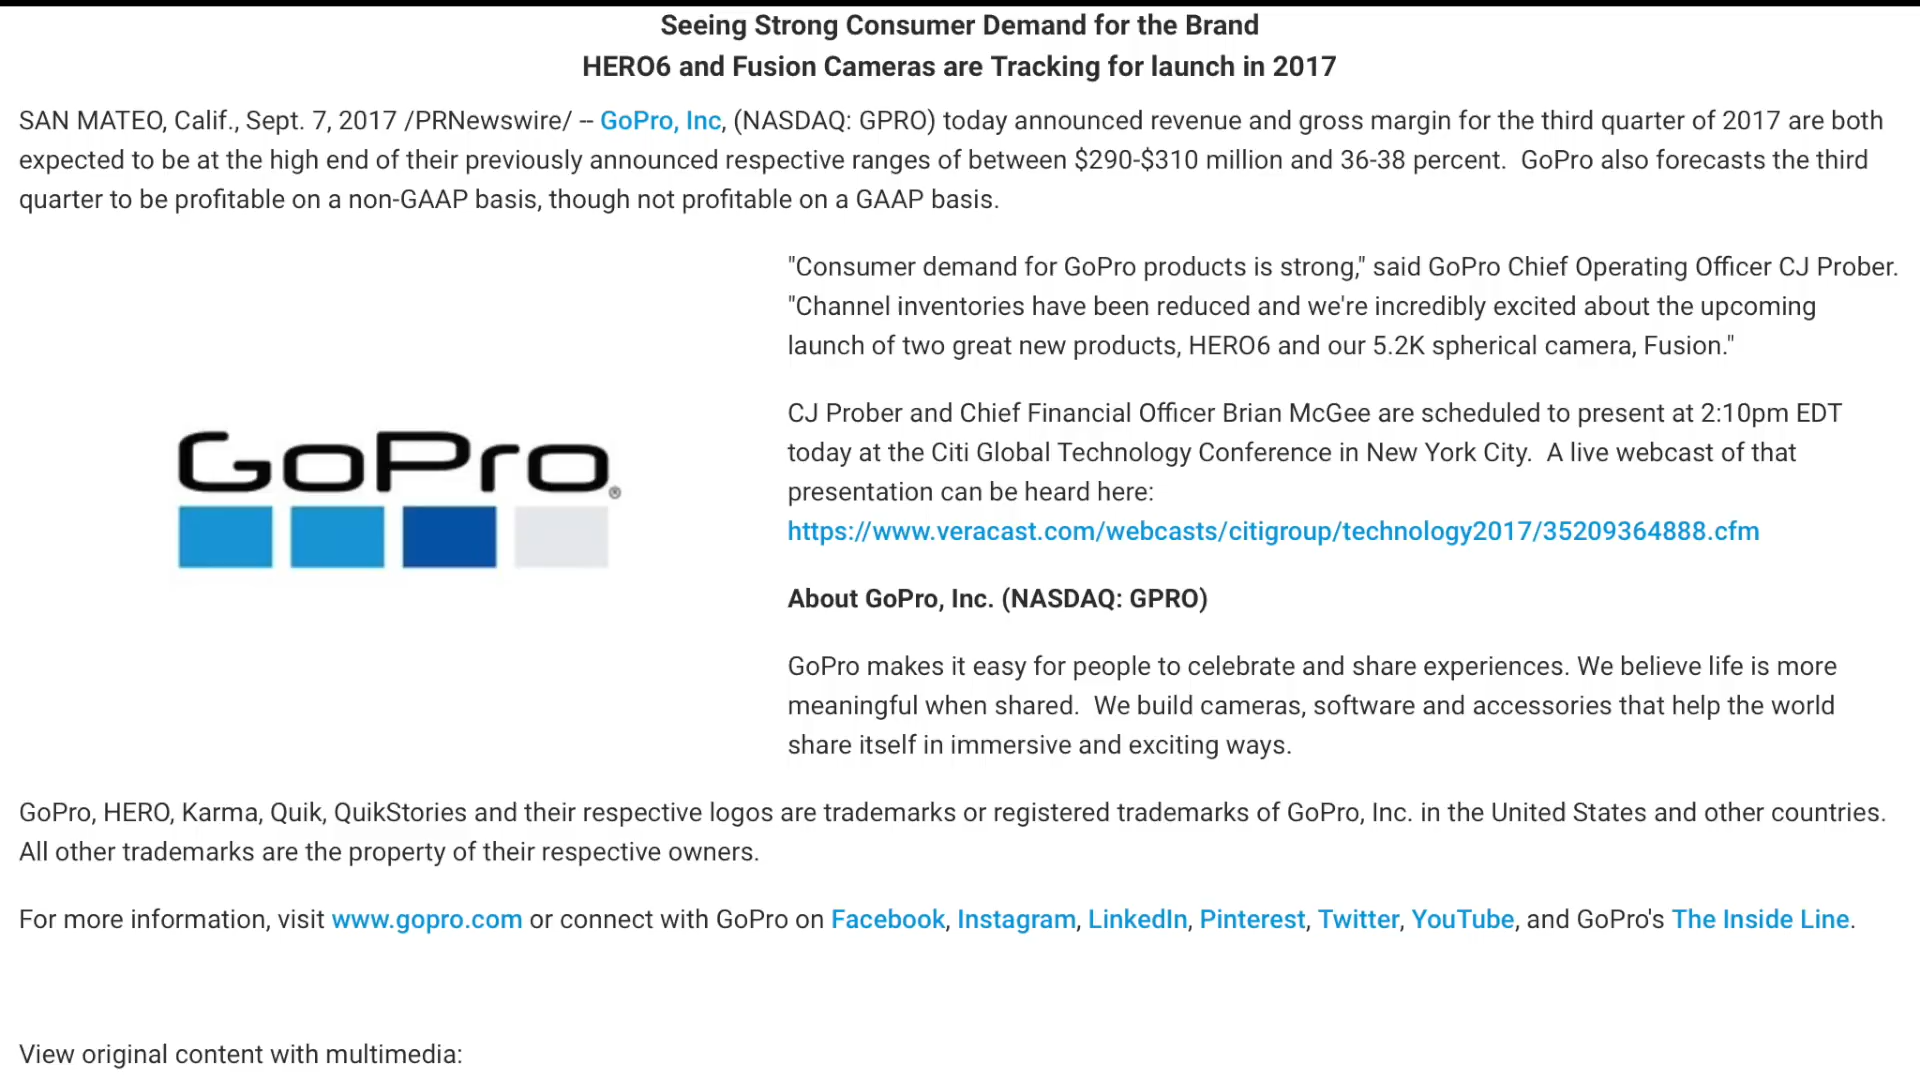 Seeing Strong Consumer Demand for the Brand
HERO6 and Fusion Cameras are Tracking for launch in 2017
SAN MATEO, Calif., Sept. 7, 2017 /PRNewswire/ -- GoPro, Inc, (NASDAQ: GPRO) today announced revenue and gross margin for the third quarter of 2017 are both
expected to be at the high end of their previously announced respective ranges of between $290-$310 million and 36-38 percent.  GoPro also forecasts the third
quarter to be profitable on a non-GAAP basis, though not profitable on a GAAP basis.
"Consumer demand for GoPro products is strong," said GoPro Chief Operating Officer CJ Prober.
"Channel inventories have been reduced and we're incredibly excited about the upcoming
launch of two great new products, HERO6 and our 5.2K spherical camera, Fusion."
GoPro®
CJ Prober and Chief Financial Officer Brian McGee are scheduled to present at 2:10pm EDT
today at the Citi Global Technology Conference in New York City.  A live webcast of that
presentation can be heard here:
https://www.veracast.com/webcasts/citigroup/technology2017/35209364888.cfm
About GoPro, Inc. (NASDAQ: GPRO)
GoPro makes it easy for people to celebrate and share experiences. We believe life is more
meaningful when shared.  We build cameras, software and accessories that help the world
share itself in immersive and exciting ways.
GoPro, HERO, Karma, Quik, QuikStories and their respective logos are trademarks or registered trademarks of GoPro, Inc. in the United States and other countries.
All other trademarks are the property of their respective owners.
For more information, visit www.gopro.com or connect with GoPro on Facebook, Instagram, LinkedIn, Pinterest, Twitter, YouTube, and GoPro's The Inside Line.
View original content with multimedia: